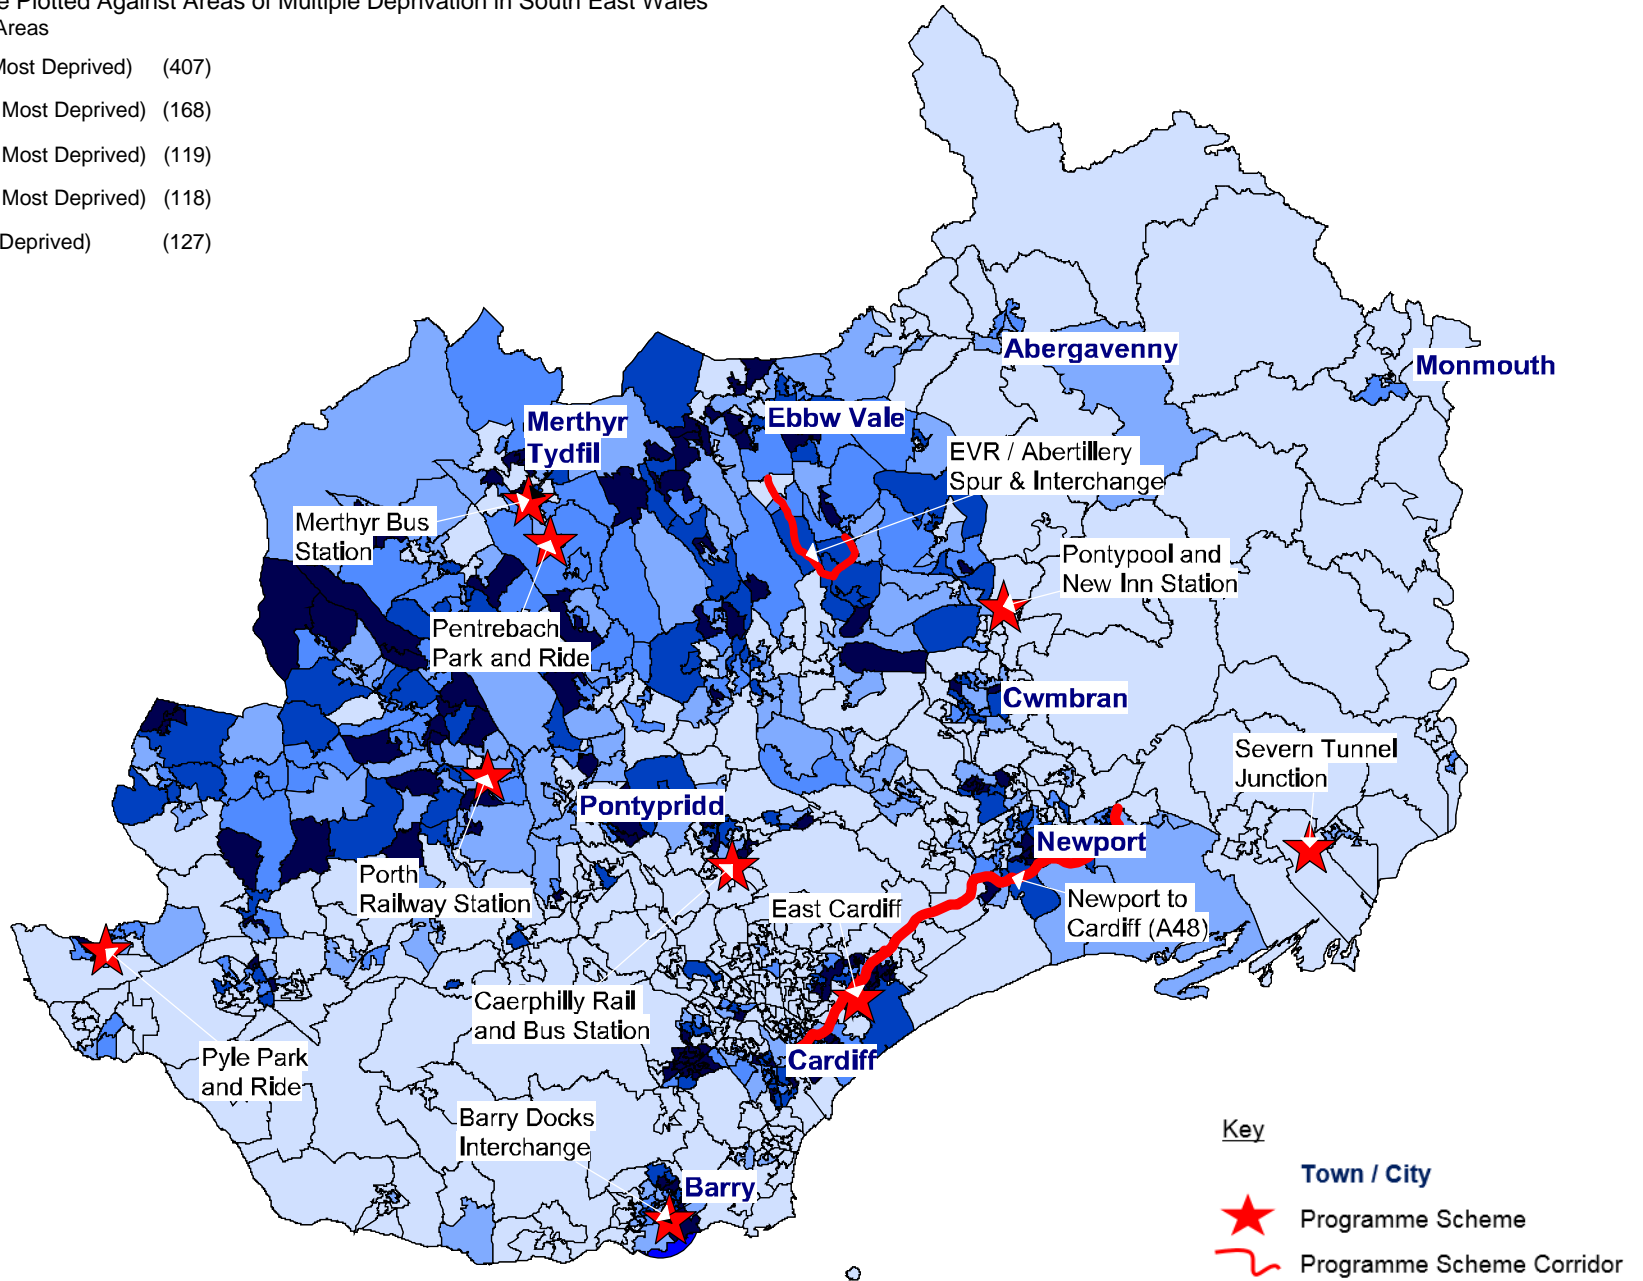 e Plotted Against Areas of Multiple Deprivation in South East Wales
Areas
Most Deprived) (407)
Most Deprived) (168)
Most Deprived) (119)
Most Deprived) (118)
Deprived) (127)
Abergavenny
Monmouth
Merthyr
Tydfil
Ebbw Vale
EVR / Abertillery
Spur & Interchange
Merthyr Bus
Station
Pontypool and
New Inn Station
Pentrebach
Park and Ride
Cwmbran
Severn Tunnel
Junction
Pontypridd
Newport
Porth
Railway Station
East Cardiff
Newport to
Cardiff (A48)
Caerphilly Rail
and Bus Station
Pyle Park
and Ride
Cardiff
Barry Docks
Interchange
Barry
Key
Town / City
Programme Scheme
Programme Scheme Corridor